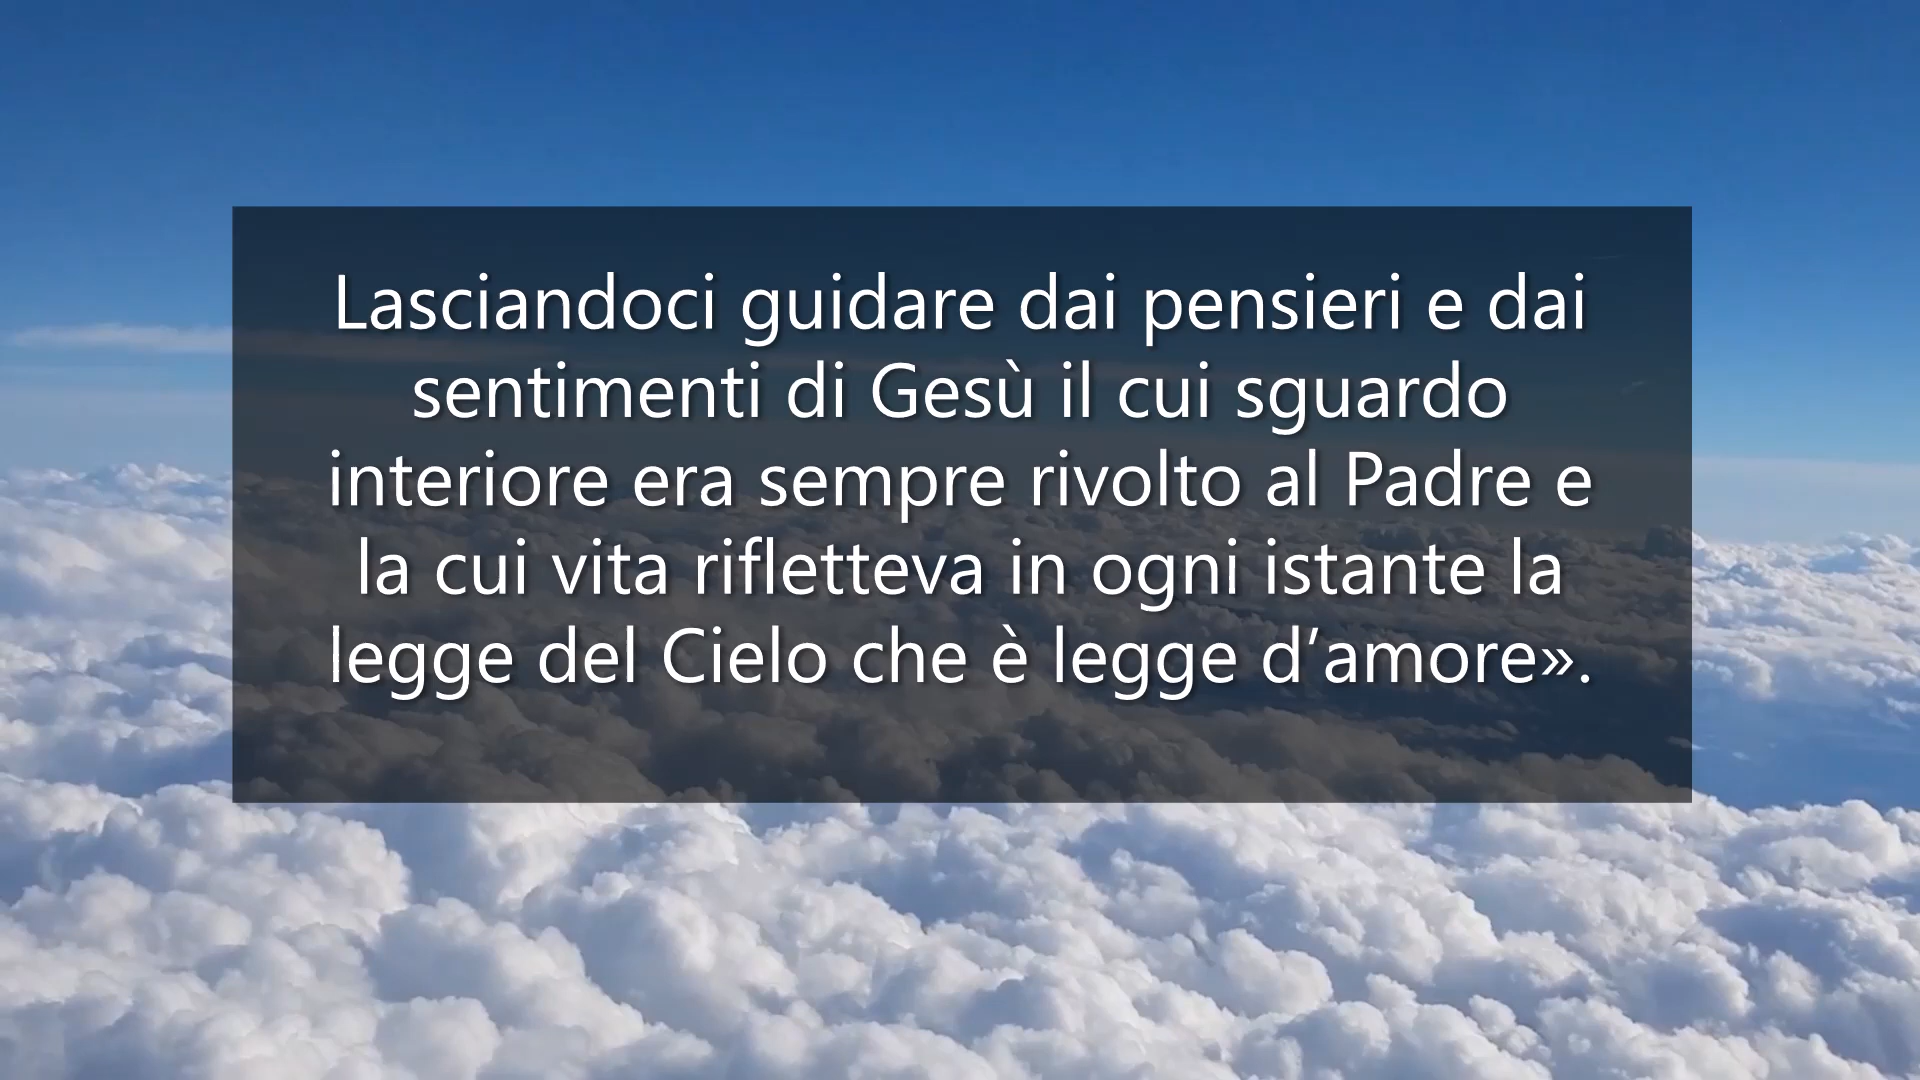 Lasciandoci guidare dai pensieri e dai
sentimenti di Gesù il cui sguardo
interiore era sempre rivolto al Padre e
la cui vita rifletteva in ogni istante la
legge del Cielo che è legge d’amore».